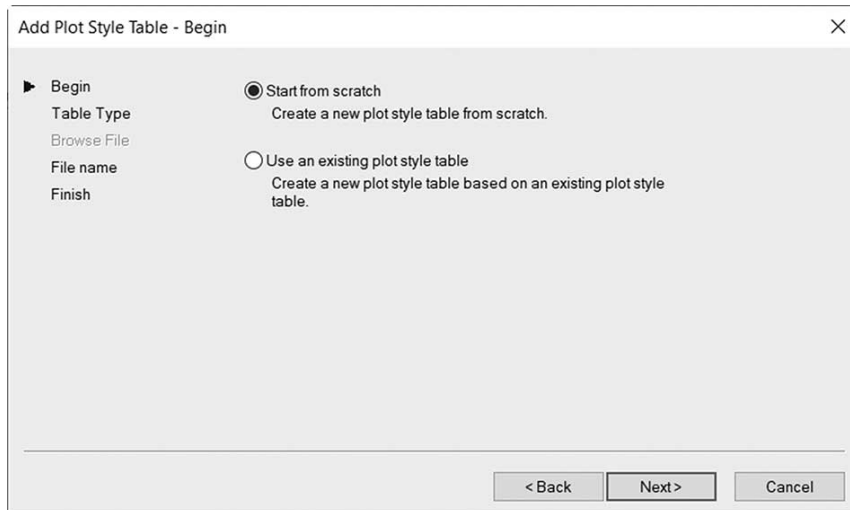 Add Plot Style Table - Begin
Begin
Table Type
Browse File
File name
Finish
Start from scratch
Create a new plot style table from scratch.
Use an existing plot style table
Create a new plot style table based on an existing plot style
table.
< Back
Next >
Cancel